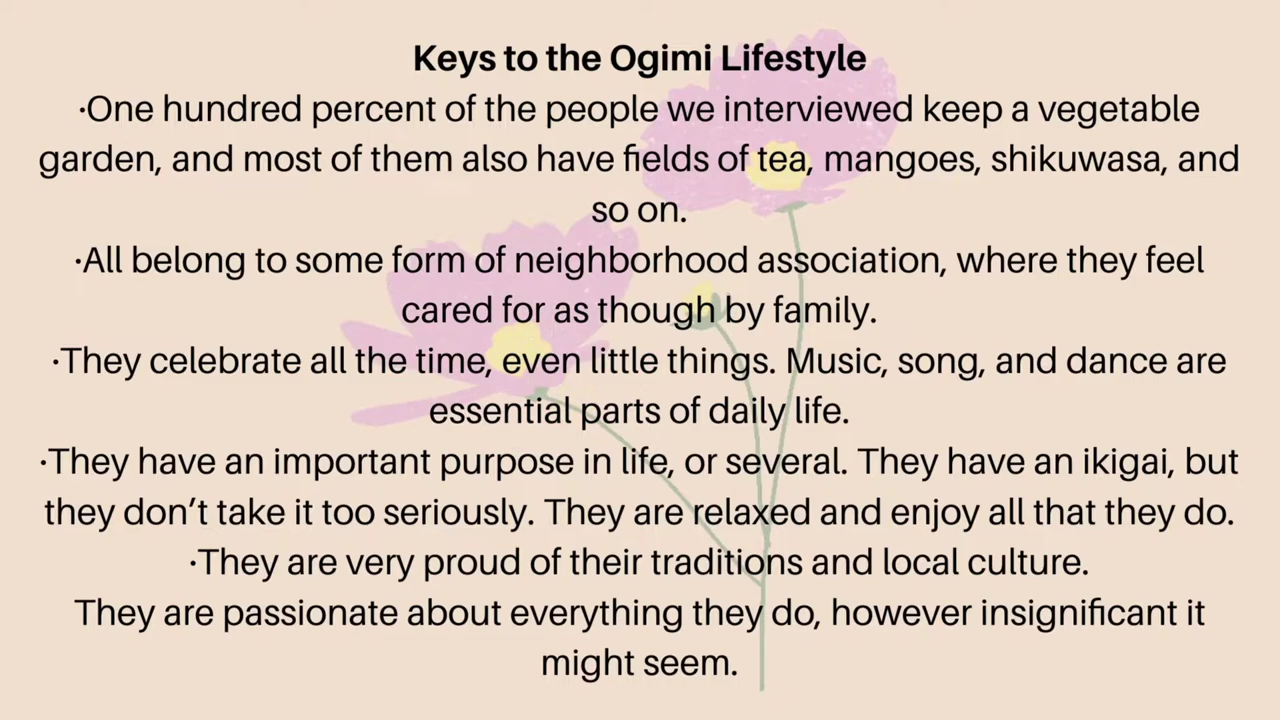 Keys to the Ogimi Lifestyle
·One hundred percent of the people we interviewed keep a vegetable
garden, and most of them also have fields of tea, mangoes, shikuwasa, and
so on.
·All belong to some form of neighborhood association, where they feel
cared for as though by family.
·They celebrate all the time, even little things. Music, song, and dance are
essential parts of daily life.
·They have an important purpose in life, or several. They have an ikigai, but
they don’t take it too seriously. They are relaxed and enjoy all that they do.
·They are very proud of their traditions and local culture.
They are passionate about everything they do, however insignificant it
might seem.